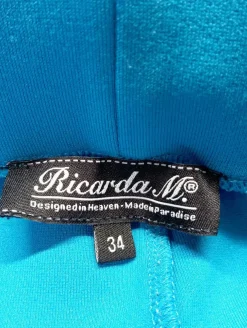 Ricarda M.®
Designed in Heaven - Made in Paradise
34